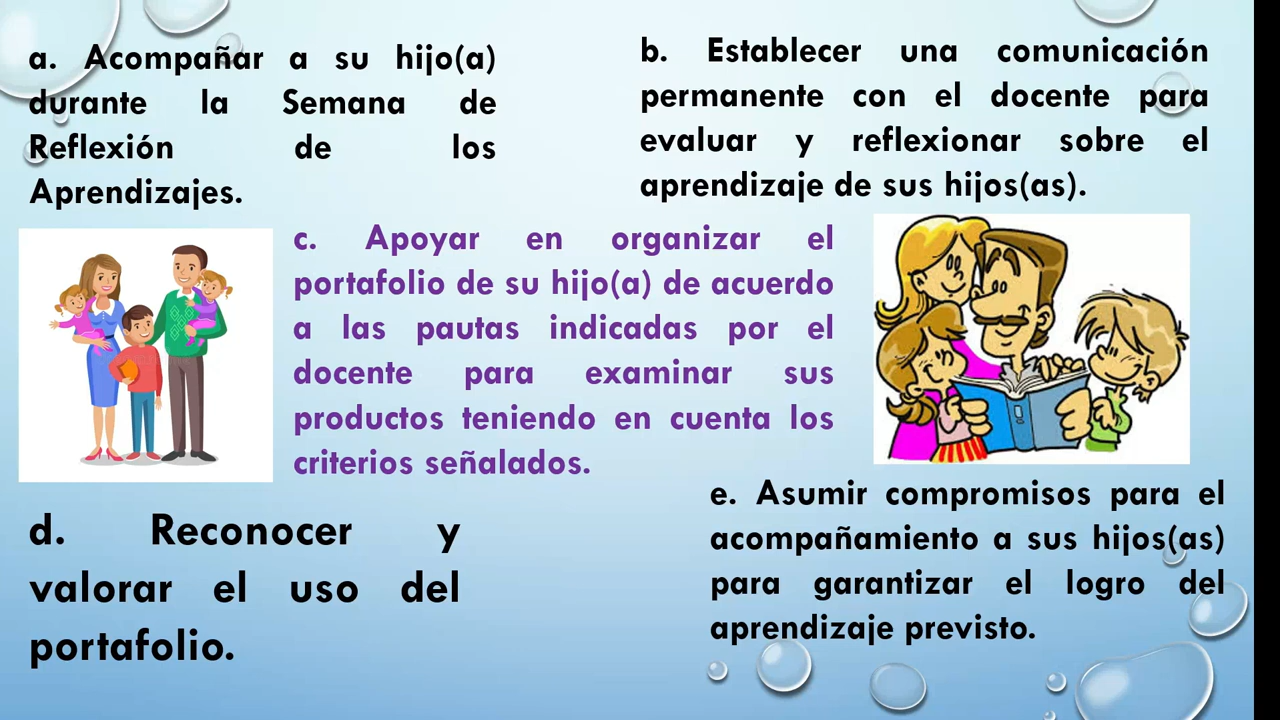 a. Acompañar a su hijo(a)
durante la Semana de
Reflexión de los
Aprendizajes.
b. Establecer una comunicación
permanente con el docente para
evaluar y reflexionar sobre el
aprendizaje de sus hijos(as).
c. Apoyar en organizar el
portafolio de su hijo(a) de acuerdo
a las pautas indicadas por el
docente para examinar sus
productos teniendo en cuenta los
criterios señalados.
d. Reconocer y
valorar el uso del
portafolio.
e. Asumir compromisos para el
acompañamiento a sus hijos(as)
para garantizar el logro del
aprendizaje previsto.